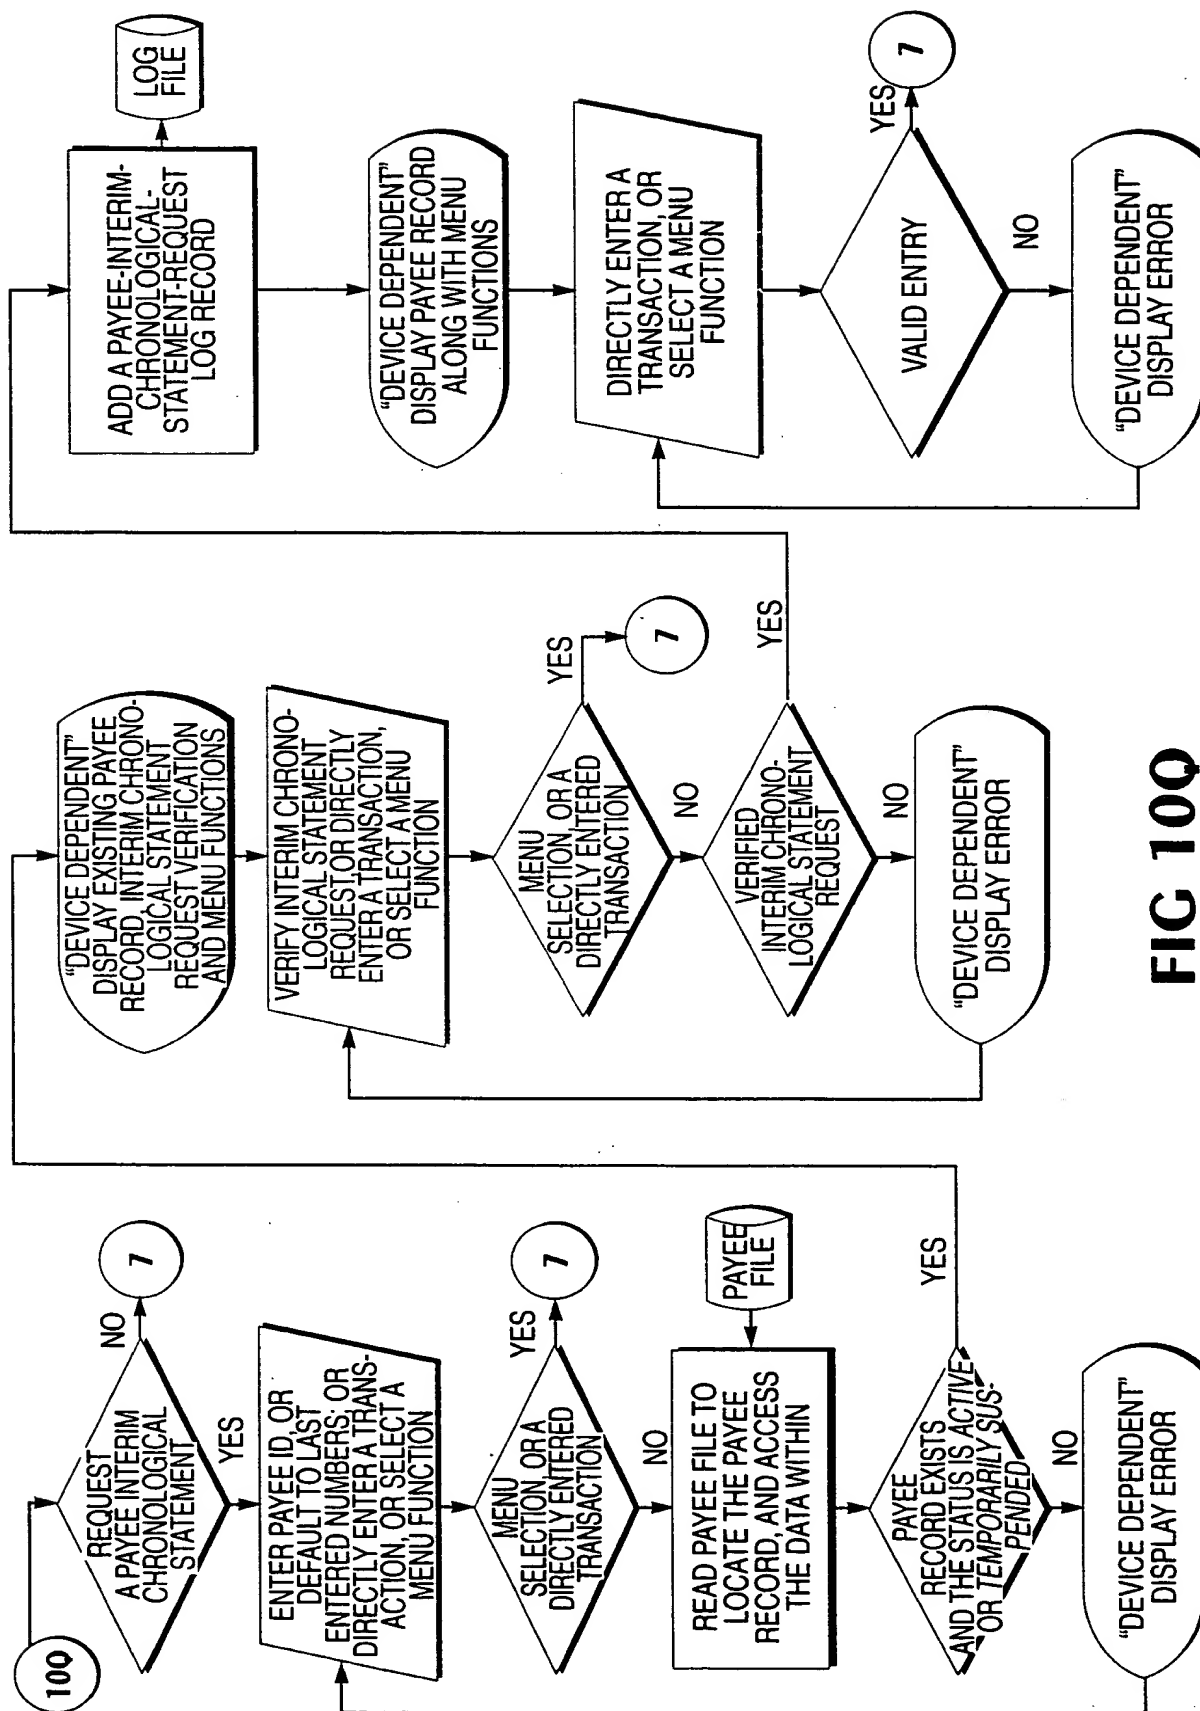 10Q
REQUEST
A PAYEE INTERIM
CHRONOLOGICAL
STATEMENT
NO
7
YES
ENTER PAYEE ID, OR
DEFAULT TO LAST
ENTERED NUMBERS; OR
DIRECTLY ENTER A TRANS-
ACTION, OR SELECT A
MENU FUNCTION
MENU
SELECTION, OR A
DIRECTLY ENTERED
TRANSACTION
YES
7
NO
READ PAYEE FILE TO
LOCATE THE PAYEE
RECORD, AND ACCESS
THE DATA WITHIN
PAYEE
FILE
PAYEE
RECORD EXISTS
AND THE STATUS IS ACTIVE
OR TEMPORARILY SUS-
PENDED
YES
NO
"DEVICE DEPENDENT"
DISPLAY ERROR
"DEVICE DEPENDENT"
DISPLAY EXISTING PAYEE
RECORD, INTERIM CHRONO-
LOGICAL STATEMENT
REQUEST VERIFICATION
AND MENU FUNCTIONS
VERIFY INTERIM CHRONO-
LOGICAL STATEMENT
REQUEST, OR DIRECTLY
ENTER A TRANSACTION,
OR SELECT A MENU
FUNCTION
MENU
SELECTION, OR A
DIRECTLY ENTERED
TRANSACTION
YES
7
NO
VERIFIED
INTERIM CHRONO-
LOGICAL STATEMENT
REQUEST
YES
NO
"DEVICE DEPENDENT"
DISPLAY ERROR
ADD A PAYEE-INTERIM-
CHRONOLOGICAL-
STATEMENT-REQUEST
LOG RECORD
LOG
FILE
"DEVICE DEPENDENT"
DISPLAY PAYEE RECORD
ALONG WITH MENU
FUNCTIONS
DIRECTLY ENTER A
TRANSACTION, OR
SELECT A MENU
FUNCTION
VALID ENTRY
YES
7
NO
"DEVICE DEPENDENT"
DISPLAY ERROR
FIG 10Q